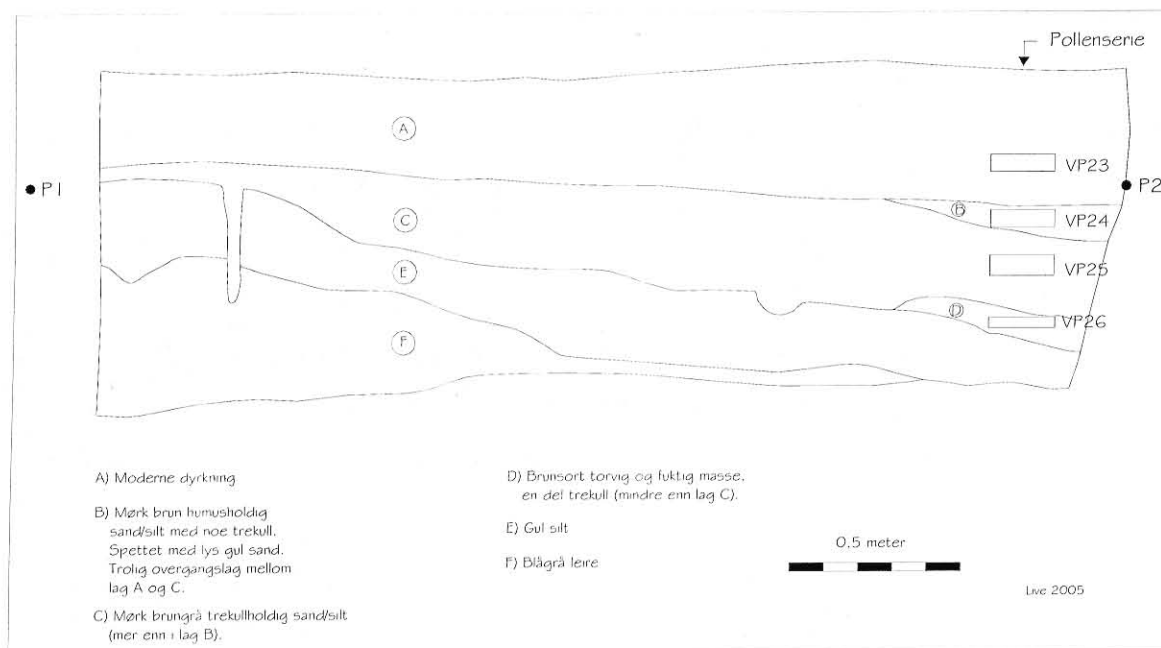 Pollenserie
A
VP23
P1
P2
B
VP24
C
VP25
E
D
VP26
F
A) Moderne dyrkning
B) Mørk brun humusholdig
sand/silt med noe trekull.
Spettet med lys gul sand.
Trolig overgangslag mellom
lag A og C.
C) Mørk brungrå trekullholdig sand/silt
(mer enn i lag B).
D) Brunsort torvig og fuktig masse,
en del trekull (mindre enn lag C).
E) Gul silt
F) Blågrå leire
0,5 meter
Live 2005